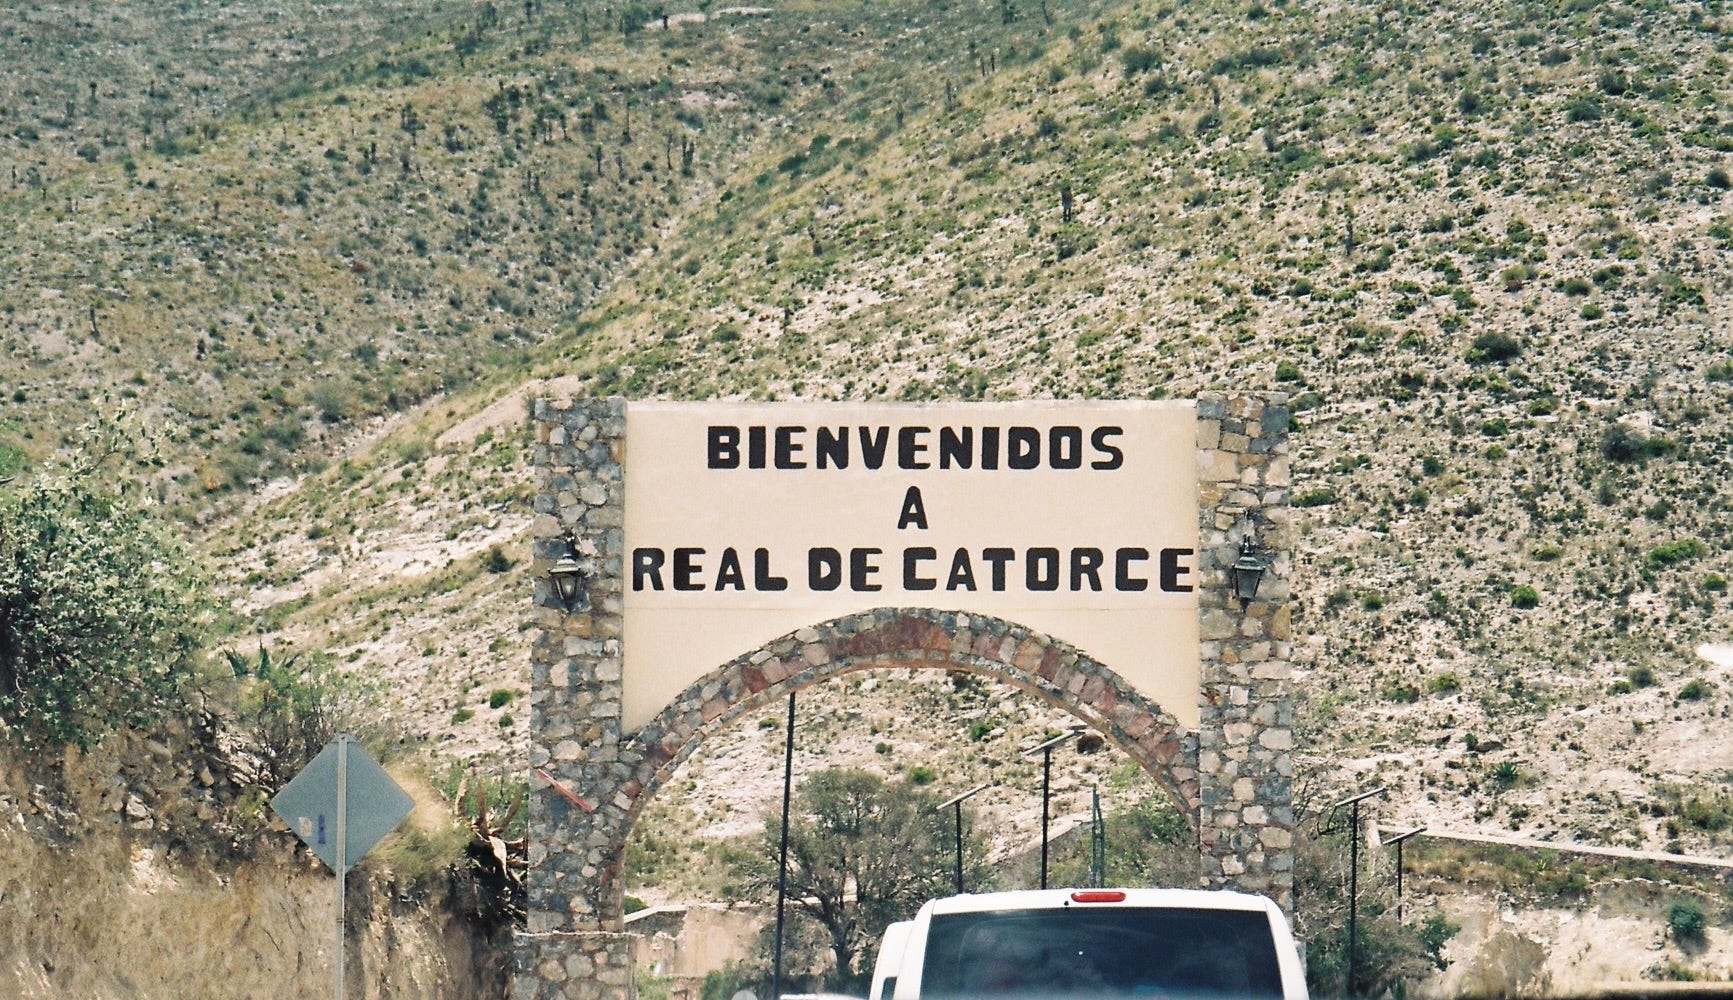 BIENVENIDOS
A
REAL DE CATORCE